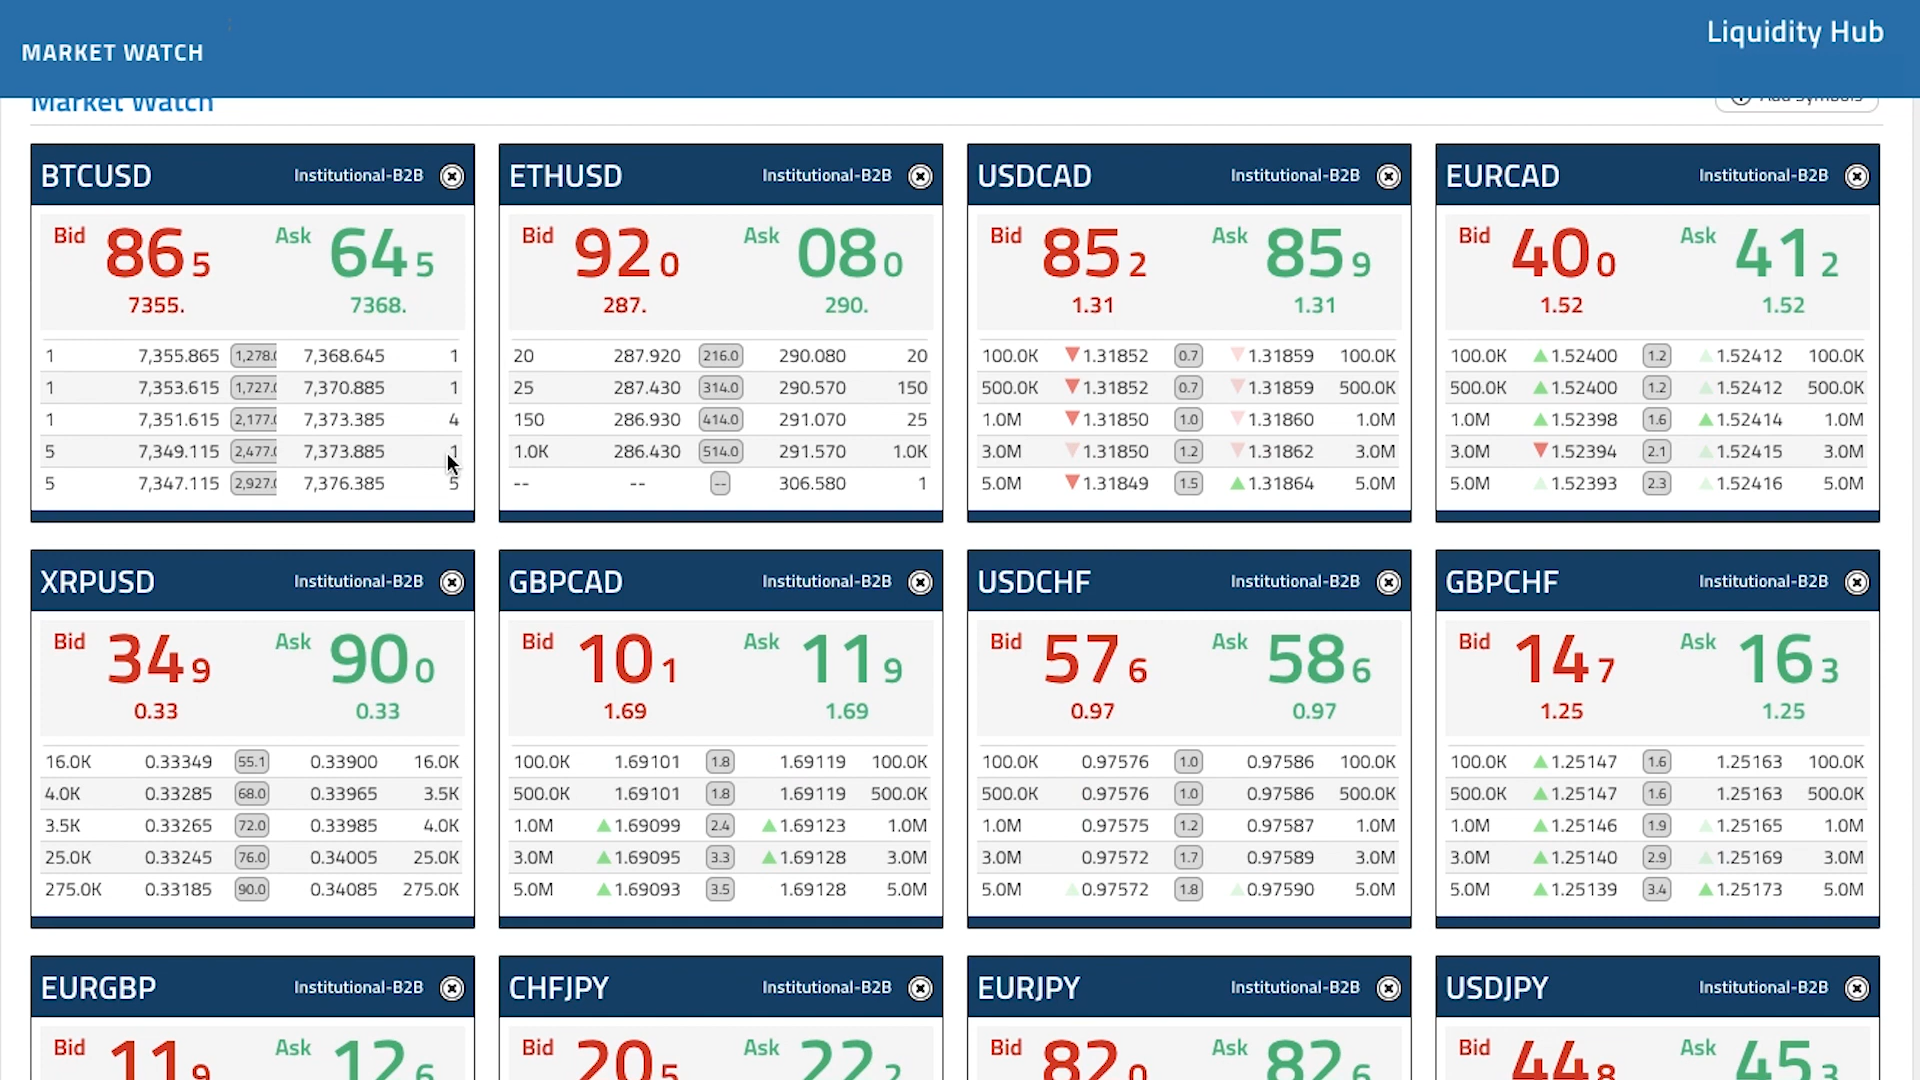 Liquidity Hub
MARKET WATCH
Market Watch
Add Symbols
BTCUSD Institutional-B2B
Bid 86 5 Ask 64 5
7355. 7368.
1 7,355.865 1,278.0 7,368.645 1
1 7,353.615 1,727.0 7,370.885 1
1 7,351.615 2,177.0 7,373.385 4
5 7,349.115 2,477.0 7,373.885 1
5 7,347.115 2,927.0 7,376.385 5
ETHUSD Institutional-B2B
Bid 92 0 Ask 08 0
287. 290.
20 287.920 216.0 290.080 20
25 287.430 314.0 290.570 150
150 286.930 414.0 291.070 25
1.0K 286.430 514.0 291.570 1.0K
-- -- -- 306.580 1
USDCAD Institutional-B2B
Bid 85 2 Ask 85 9
1.31 1.31
100.0K 1.31852 0.7 1.31859 100.0K
500.0K 1.31852 0.7 1.31859 500.0K
1.0M 1.31850 1.0 1.31860 1.0M
3.0M 1.31850 1.2 1.31862 3.0M
5.0M 1.31849 1.5 1.31864 5.0M
EURCAD Institutional-B2B
Bid 40 0 Ask 41 2
1.52 1.52
100.0K 1.52400 1.2 1.52412 100.0K
500.0K 1.52400 1.2 1.52412 500.0K
1.0M 1.52398 1.6 1.52414 1.0M
3.0M 1.52394 2.1 1.52415 3.0M
5.0M 1.52393 2.3 1.52416 5.0M
XRPUSD Institutional-B2B
Bid 34 9 Ask 90 0
0.33 0.33
16.0K 0.33349 55.1 0.33900 16.0K
4.0K 0.33285 68.0 0.33965 3.5K
3.5K 0.33265 72.0 0.33985 4.0K
25.0K 0.33245 76.0 0.34005 25.0K
275.0K 0.33185 90.0 0.34085 275.0K
GBPCAD Institutional-B2B
Bid 10 1 Ask 11 9
1.69 1.69
100.0K 1.69101 1.8 1.69119 100.0K
500.0K 1.69101 1.8 1.69119 500.0K
1.0M 1.69099 2.4 1.69123 1.0M
3.0M 1.69095 3.3 1.69128 3.0M
5.0M 1.69093 3.5 1.69128 5.0M
USDCHF Institutional-B2B
Bid 57 6 Ask 58 6
0.97 0.97
100.0K 0.97576 1.0 0.97586 100.0K
500.0K 0.97576 1.0 0.97586 500.0K
1.0M 0.97575 1.2 0.97587 1.0M
3.0M 0.97572 1.7 0.97589 3.0M
5.0M 0.97572 1.8 0.97590 5.0M
GBPCHF Institutional-B2B
Bid 14 7 Ask 16 3
1.25 1.25
100.0K 1.25147 1.6 1.25163 100.0K
500.0K 1.25147 1.6 1.25163 500.0K
1.0M 1.25146 1.9 1.25165 1.0M
3.0M 1.25140 2.9 1.25169 3.0M
5.0M 1.25139 3.4 1.25173 5.0M
EURGBP Institutional-B2B
Bid 11 9 Ask 12 6
CHFJPY Institutional-B2B
Bid 20 5 Ask 22 2
EURJPY Institutional-B2B
Bid 82 0 Ask 82 6
USDJPY Institutional-B2B
Bid 44 8 Ask 45 3